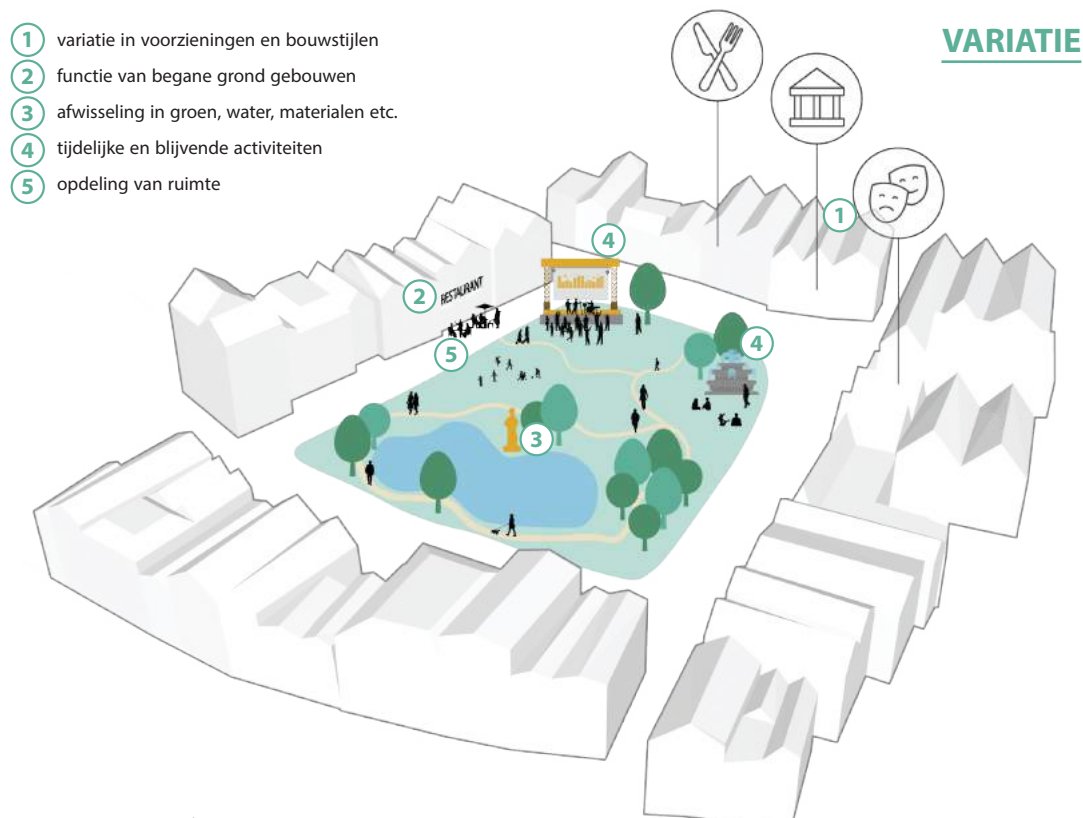 1 variatie in voorzieningen en bouwstijlen
2 functie van begane grond gebouwen
3 afwisseling in groen, water, materialen etc.
4 tijdelijke en blijvende activiteiten
5 opdeling van ruimte
VARIATIE
1
4
2 RESTAURANT
4
5
3